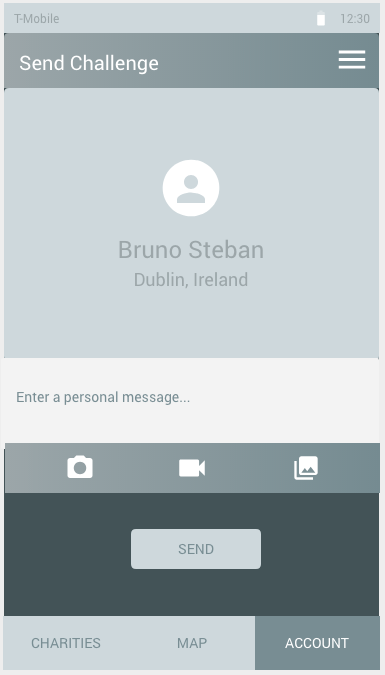 T-Mobile 12:30
Send Challenge
Bruno Steban
Dublin, Ireland
Enter a personal message...
SEND
CHARITIES MAP ACCOUNT